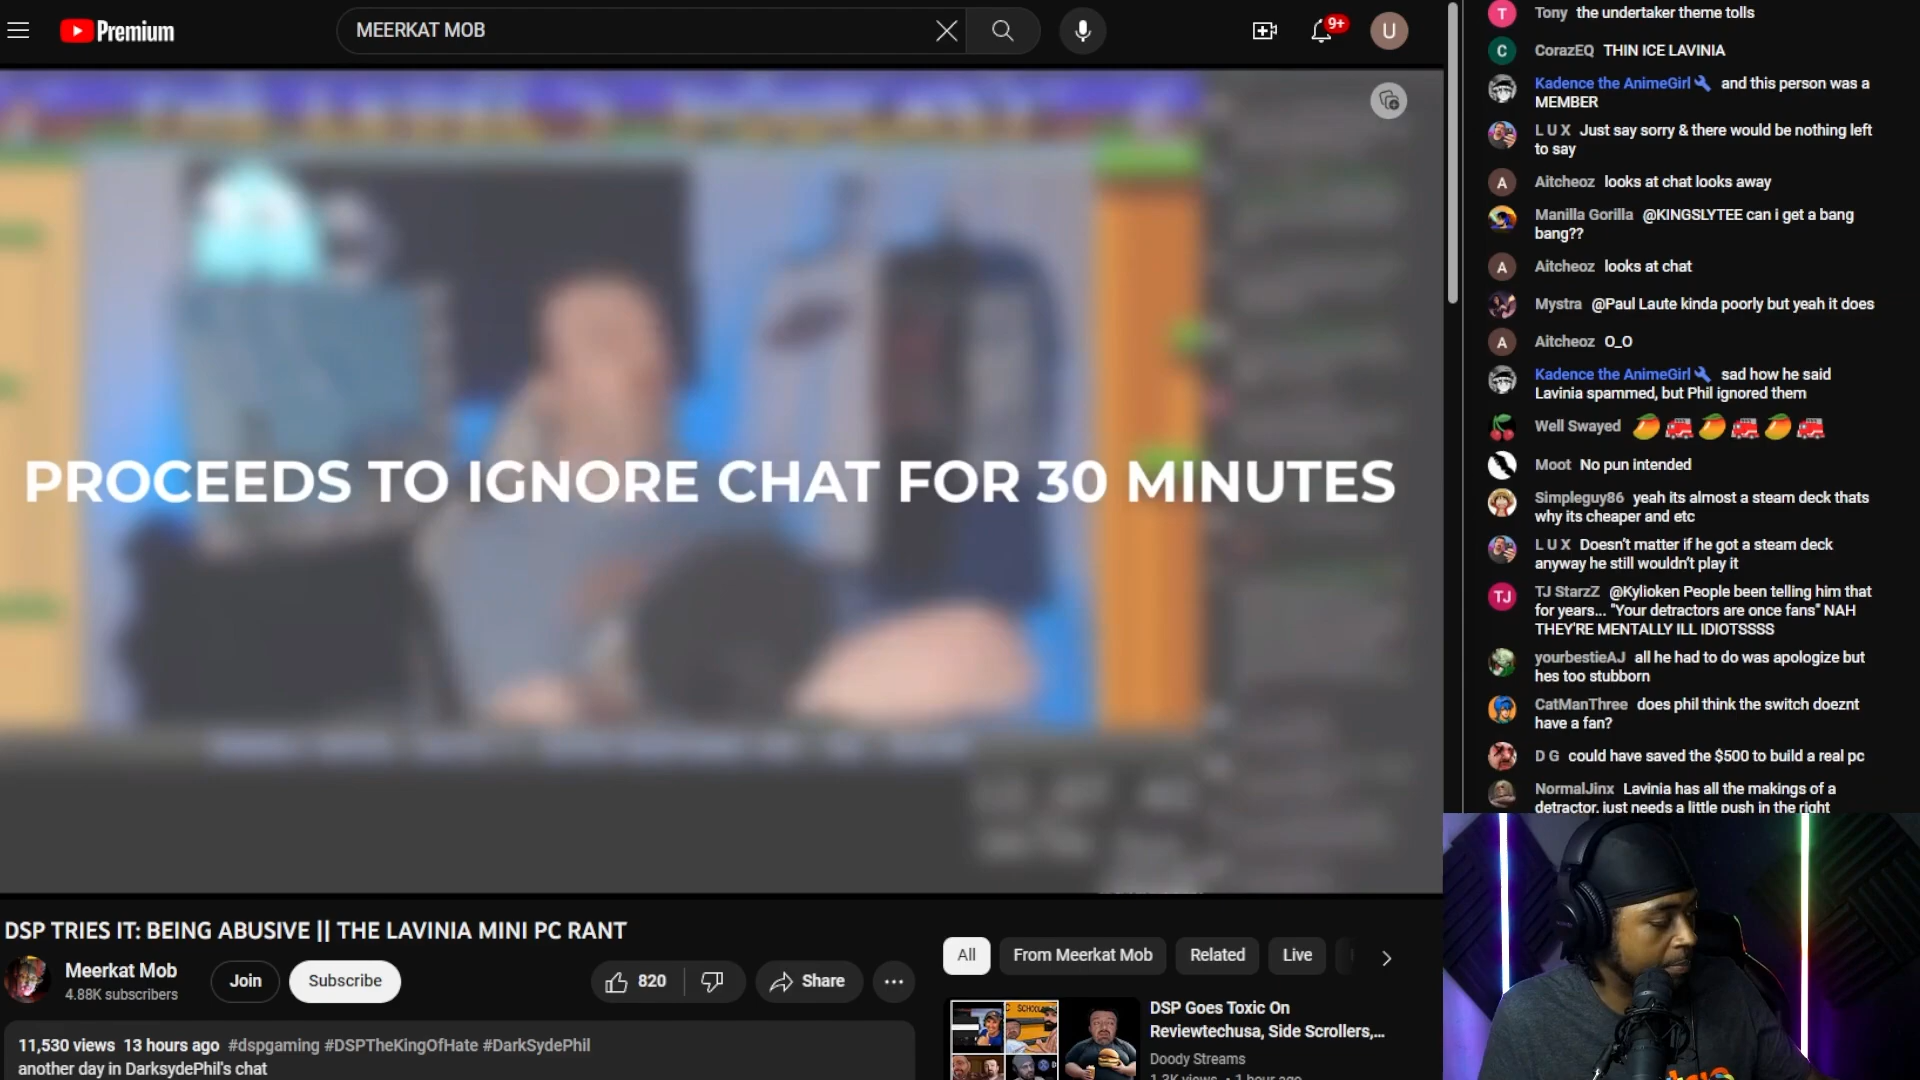 Premium
MEERKAT MOB
9+
U
PROCEEDS TO IGNORE CHAT FOR 30 MINUTES
DSP TRIES IT: BEING ABUSIVE || THE LAVINIA MINI PC RANT
Meerkat Mob
4.88K subscribers
Join
Subscribe
820
Share
11,530 views 13 hours ago #dspgaming #DSPTheKingOfHate #DarkSydePhil
another day in DarksydePhil's chat
All
From Meerkat Mob
Related
Live
DSP Goes Toxic On
Reviewtechusa, Side Scrollers,...
Doody Streams
1.3K views • 1 hour ago
T
Tony the undertaker theme tolls
C
CorazEQ THIN ICE LAVINIA
Kadence the AnimeGirl and this person was a
MEMBER
L U X Just say sorry & there would be nothing left
to say
A
Aitcheoz looks at chat looks away
Manilla Gorilla @KINGSLYTEE can i get a bang
bang??
A
Aitcheoz looks at chat
Mystra @Paul Laute kinda poorly but yeah it does
A
Aitcheoz O_O
Kadence the AnimeGirl sad how he said
Lavinia spammed, but Phil ignored them
Well Swayed
Moot No pun intended
Simpleguy86 yeah its almost a steam deck thats
why its cheaper and etc
L U X Doesn't matter if he got a steam deck
anyway he still wouldn't play it
TJ
TJ StarzZ @Kylioken People been telling him that
for years... "Your detractors are once fans" NAH
THEY'RE MENTALLY ILL IDIOTSSSS
yourbestieAJ all he had to do was apologize but
hes too stubborn
CatManThree does phil think the switch doeznt
have a fan?
D G could have saved the $500 to build a real pc
NormalJinx Lavinia has all the makings of a
detractor, just needs a little push in the right